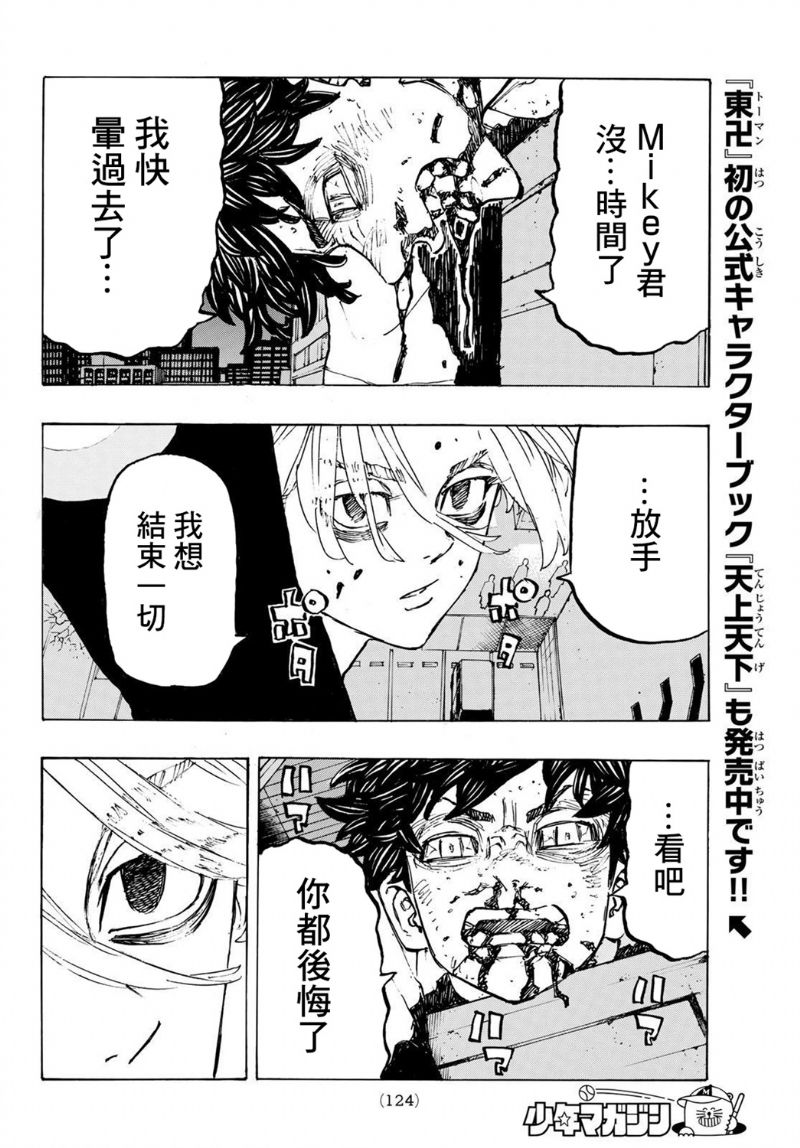 『東卍』初の公式キャラクターブック『天上天下』も発売中です!!
トーマン
はつ
こうしき
てんじょうてんげ
はつばいちゅう
Mikey君
沒…時間了
我快
暈過去了…
…放手
我想
結束一切
ポタ
ポタ
…看吧
你都後悔了
ハァ
ハァ
(124)
少年マガジン